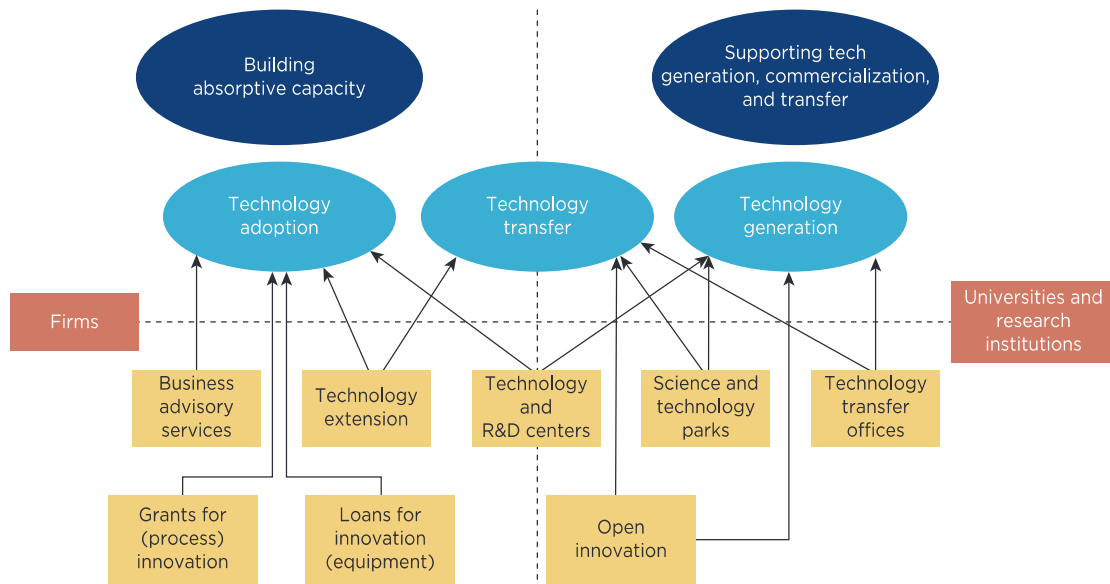 Building
absorptive capacity
Supporting tech
generation, commercialization,
and transfer
Technology
adoption
Technology
transfer
Technology
generation
Firms
Universities and
research
institutions
Business
advisory
services
Technology
extension
Technology
and
R&D centers
Science and
technology
parks
Technology
transfer
offices
Grants for
(process)
innovation
Loans for
innovation
(equipment)
Open
innovation